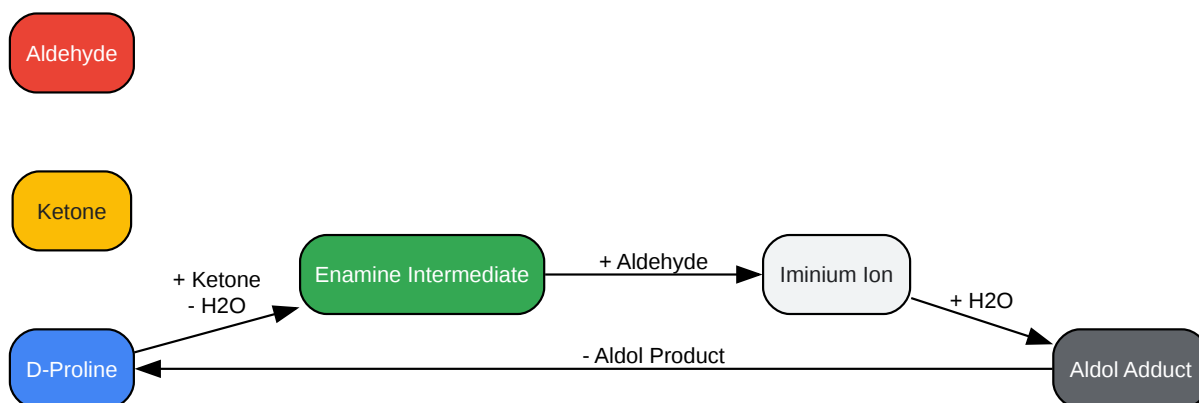 Aldehyde
Ketone
+ Ketone
- H2O
Enamine Intermediate
+ Aldehyde
Iminium Ion
+ H2O
D-Proline
- Aldol Product
Aldol Adduct